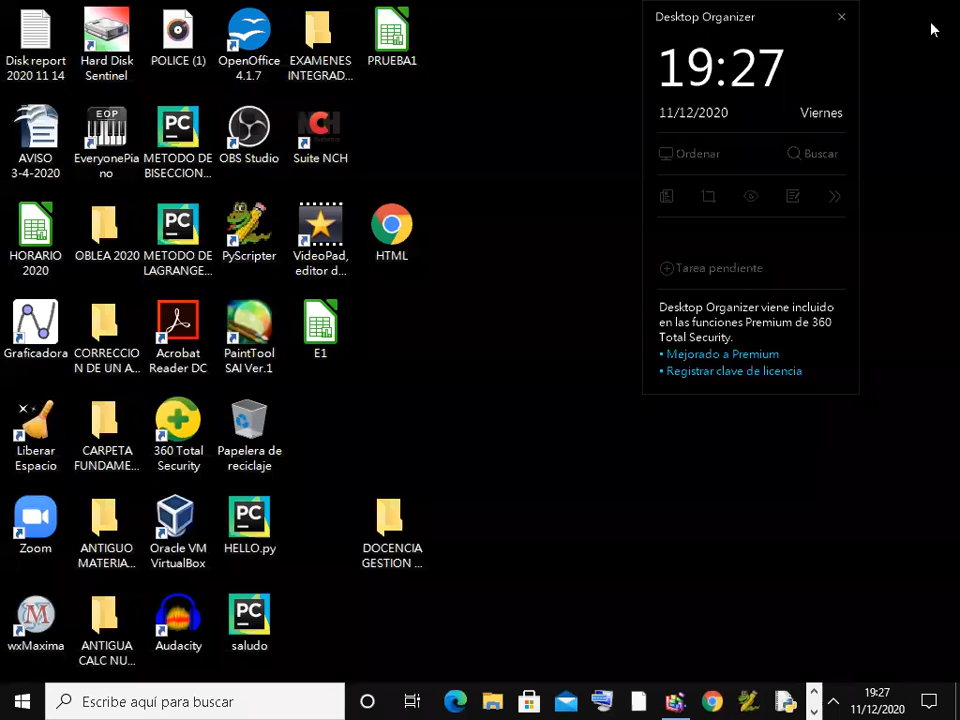 Disk report
2020 11 14
Hard Disk
Sentinel
POLICE (1)
OpenOffice
4.1.7
EXAMENES
INTEGRAD...
PRUEBA1
AVISO
3-4-2020
EOP
EveryonePia
no
PC
METODO DE
BISECCION...
OBS Studio
NCH
Suite NCH
HORARIO
2020
OBLEA 2020
PC
METODO DE
LAGRANGE...
PyScripter
VideoPad,
editor d...
HTML
Graficadora
CORRECCIO
N DE UN A...
Acrobat
Reader DC
PaintTool
SAI Ver.1
E1
Liberar
Espacio
CARPETA
FUNDAME...
360 Total
Security
Papelera de
reciclaje
Zoom
ANTIGUO
MATERIA...
Oracle VM
VirtualBox
PC
HELLO.py
DOCENCIA
GESTION ...
wxMaxima
ANTIGUA
CALC NU...
Audacity
PC
saludo
Desktop Organizer
19:27
11/12/2020 Viernes
Ordenar Buscar
Tarea pendiente
Desktop Organizer viene incluido
en las funciones Premium de 360
Total Security.
• Mejorado a Premium
• Registrar clave de licencia
Escribe aquí para buscar
19:27
11/12/2020